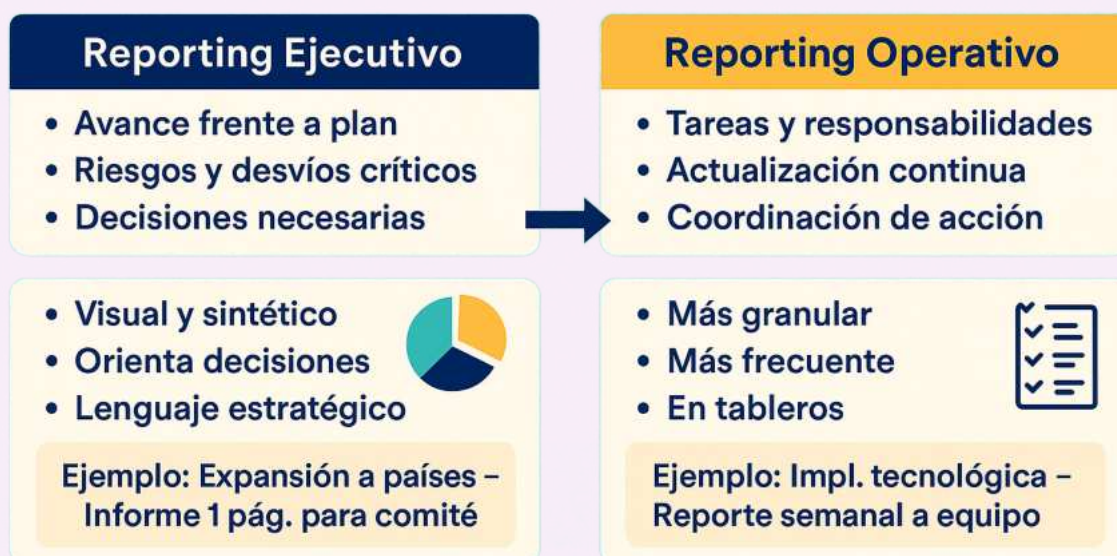 Reporting Ejecutivo
• Avance frente a plan
• Riesgos y desvíos críticos
• Decisiones necesarias
• Visual y sintético
• Orienta decisiones
• Lenguaje estratégico
Ejemplo: Expansión a países –
Informe 1 pág. para comité
Reporting Operativo
• Tareas y responsabilidades
• Actualización continua
• Coordinación de acción
• Más granular
• Más frecuente
• En tableros
Ejemplo: Impl. tecnológica –
Reporte semanal a equipo